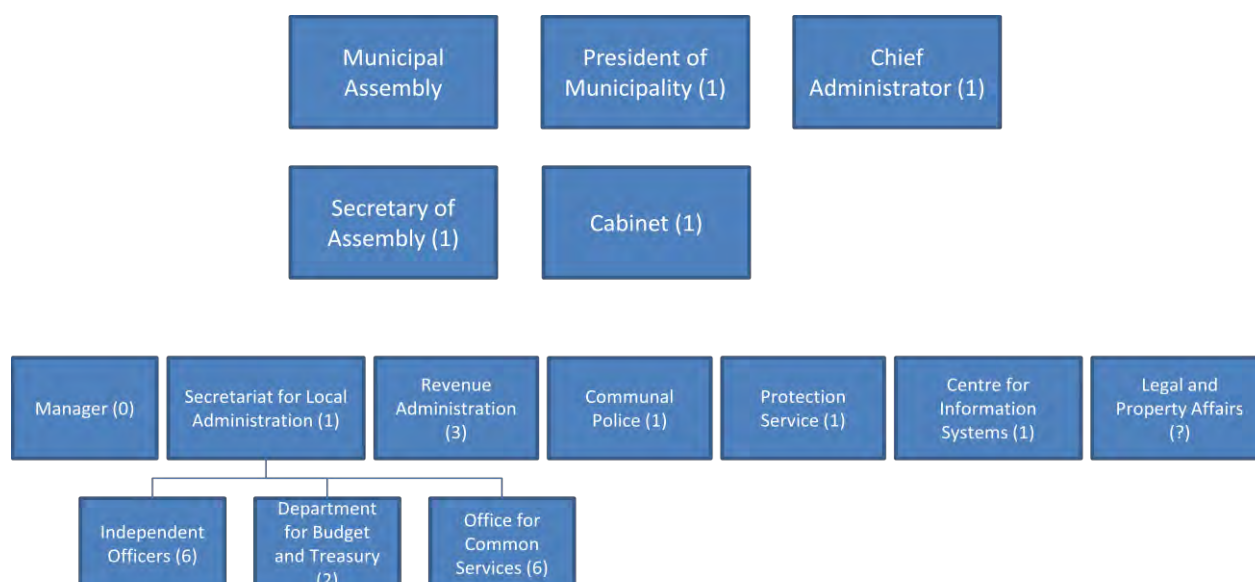 Municipal
Assembly
President of
Municipality (1)
Chief
Administrator (1)
Secretary of
Assembly (1)
Cabinet (1)
Manager (0)
Secretariat for Local
Administration (1)
Revenue
Administration
(3)
Communal
Police (1)
Protection
Service (1)
Centre for
Information
Systems (1)
Legal and
Property Affairs
(?)
Independent
Officers (6)
Department
for Budget
and Treasury
(2)
Office for
Common
Services (6)